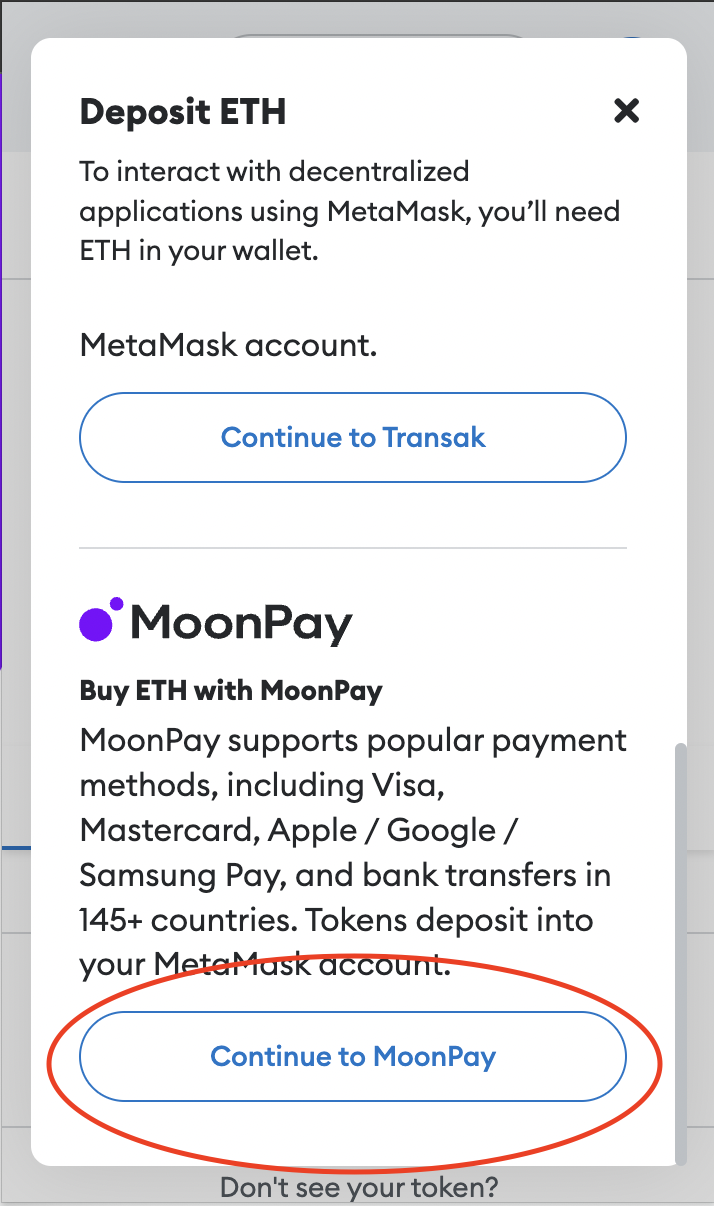 Deposit ETH
To interact with decentralized
applications using MetaMask, you’ll need
ETH in your wallet.
MetaMask account.
Continue to Transak
MoonPay
Buy ETH with MoonPay
MoonPay supports popular payment
methods, including Visa,
Mastercard, Apple / Google /
Samsung Pay, and bank transfers in
145+ countries. Tokens deposit into
your MetaMask account.
Continue to MoonPay
Don't see your token?